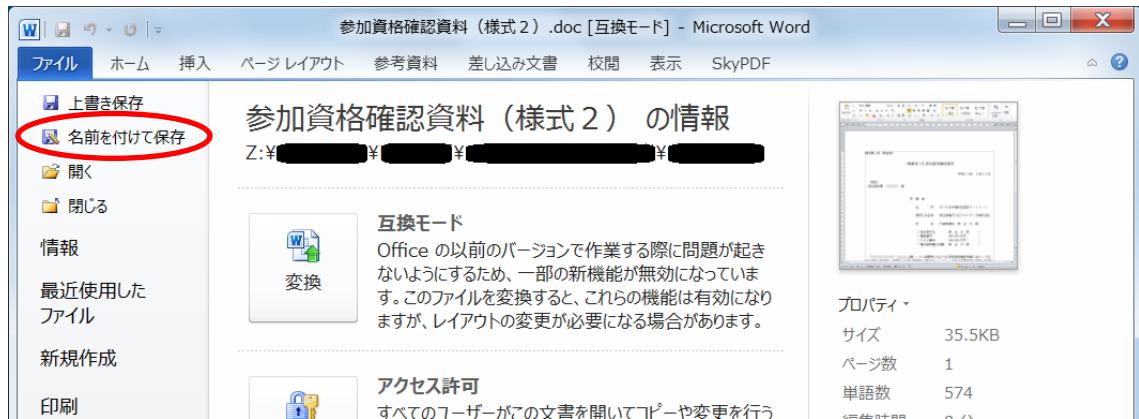 参加資格確認資料（様式２）.doc [互換モード] - Microsoft Word
ファイル ホーム 挿入 ページ レイアウト 参考資料 差し込み文書 校閲 表示 SkyPDF
上書き保存
名前を付けて保存
開く
閉じる
情報
最近使用した
ファイル
新規作成
印刷
参加資格確認資料（様式２） の情報
Z:¥ ¥ ¥ ¥
変換
互換モード
Office の以前のバージョンで作業する際に問題が起き
ないようにするため、一部の新機能が無効になっていま
す。このファイルを変換すると、これらの機能は有効になり
ますが、レイアウトの変更が必要になる場合があります。
アクセス許可
すべてのユーザーがこの文書を開いてコピーや変更を行う
プロパティ
サイズ 35.5KB
ページ数 1
単語数 574